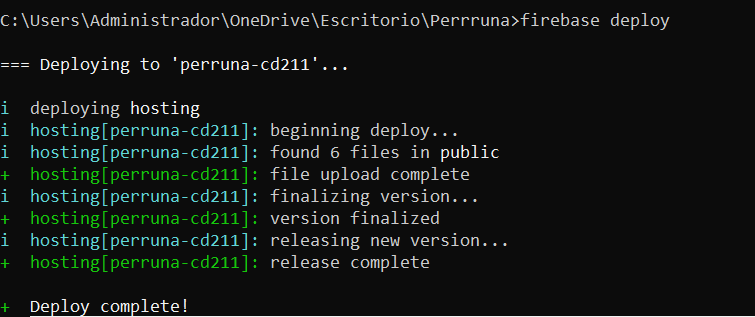 C:\Users\Administrador\OneDrive\Escritorio\Perrruna>firebase deploy
=== Deploying to 'perruna-cd211'...
i  deploying hosting
i  hosting[perruna-cd211]: beginning deploy...
i  hosting[perruna-cd211]: found 6 files in public
+  hosting[perruna-cd211]: file upload complete
i  hosting[perruna-cd211]: finalizing version...
+  hosting[perruna-cd211]: version finalized
i  hosting[perruna-cd211]: releasing new version...
+  hosting[perruna-cd211]: release complete
+  Deploy complete!